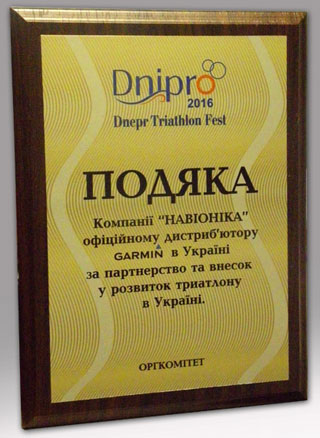 Dnipro
2016
Dnepr Triathlon Fest
ПОДЯКА
Компанії "НАВІОНІКА"
офіційному дистриб'ютору
GARMIN в Україні
за партнерство та внесок
у розвиток триатлону
в Україні.
ОРГКОМІТЕТ